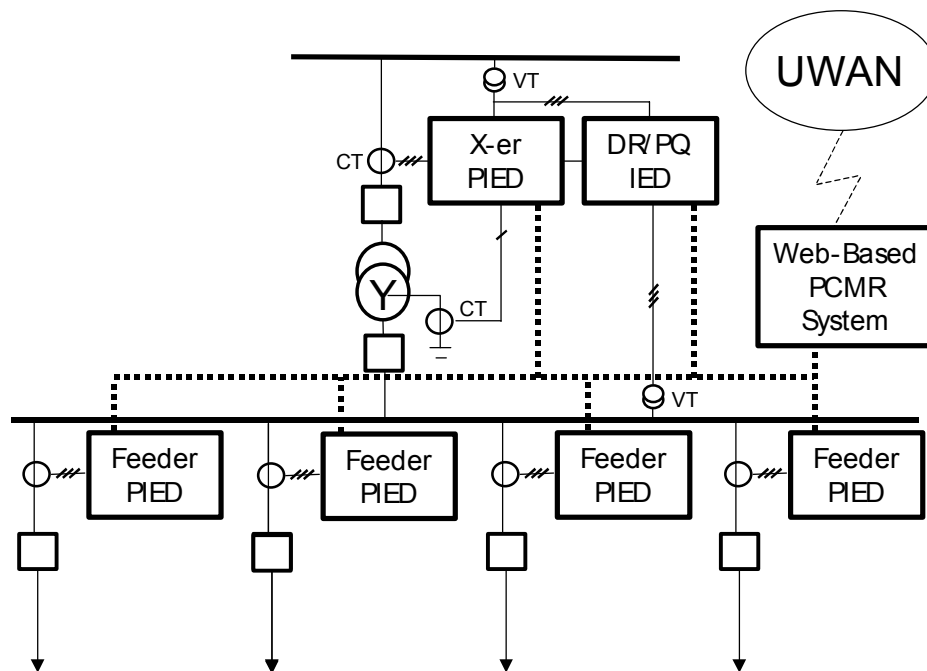 UWAN
VT
CT
X-er
PIED
DR/PQ
IED
Web-Based
PCMR
System
Y
CT
VT
Feeder
PIED
Feeder
PIED
Feeder
PIED
Feeder
PIED